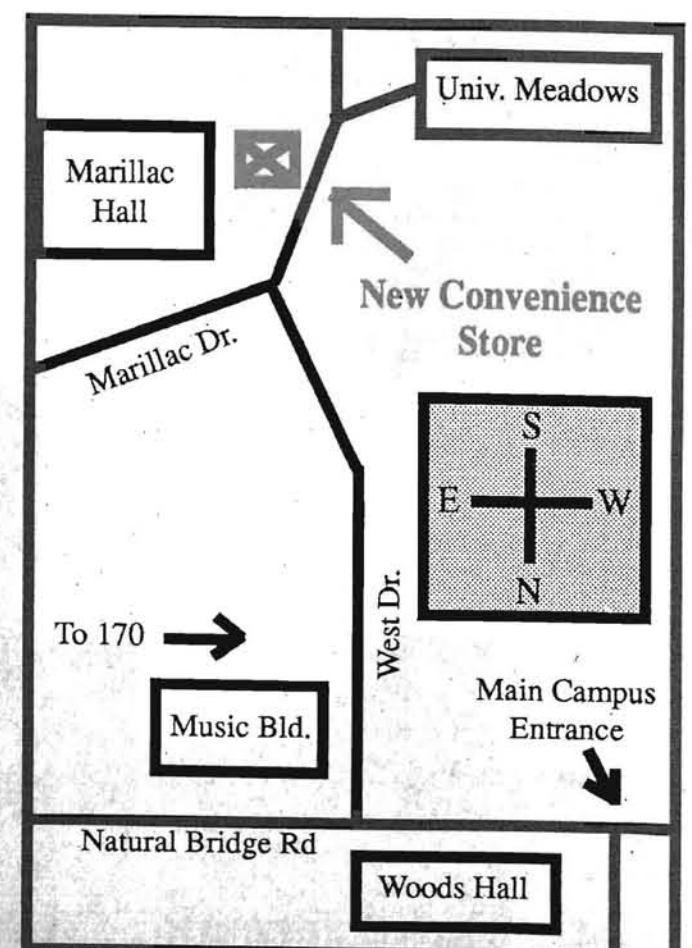 Univ. Meadows
Marillac
Hall
New Convenience
Store
Marillac Dr.
S
E
W
N
West Dr.
To 170
Main Campus
Entrance
Music Bld.
Natural Bridge Rd
Woods Hall